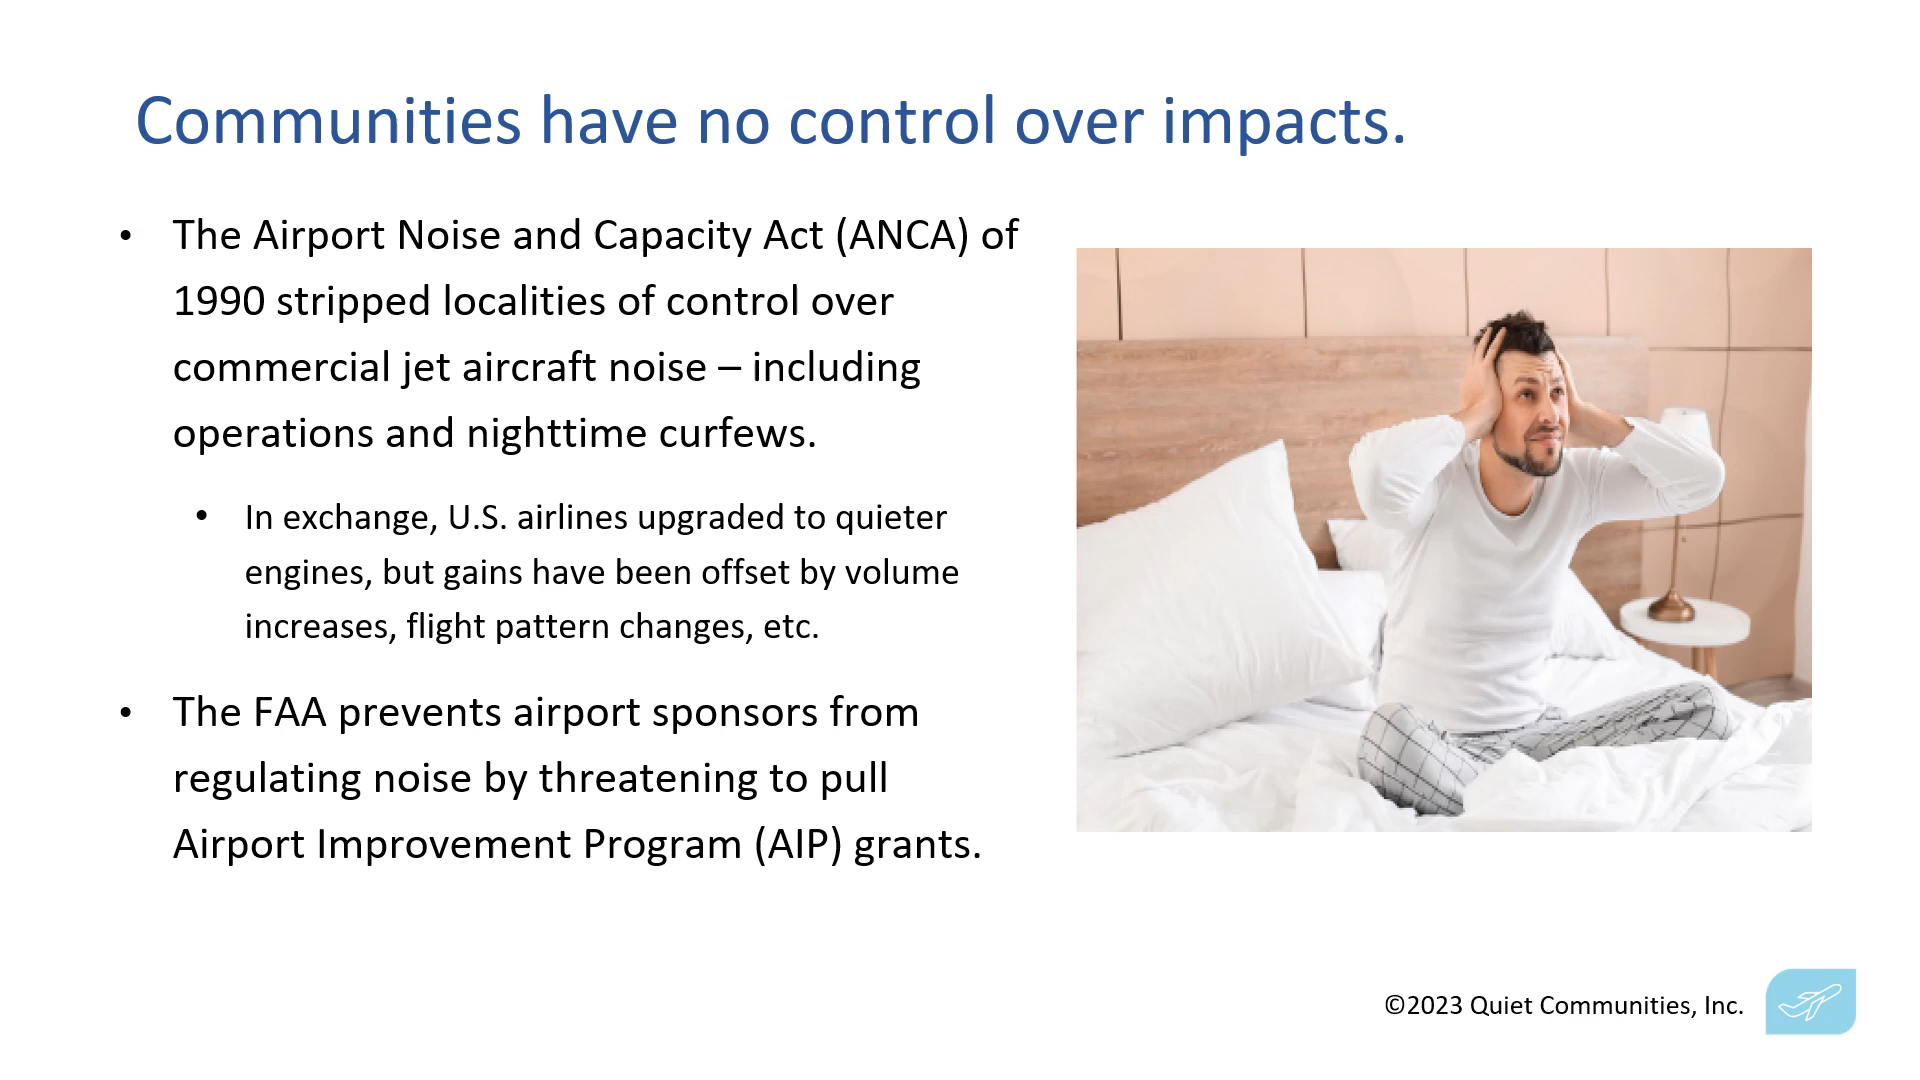 Communities have no control over impacts.
• The Airport Noise and Capacity Act (ANCA) of
1990 stripped localities of control over
commercial jet aircraft noise – including
operations and nighttime curfews.
• In exchange, U.S. airlines upgraded to quieter
engines, but gains have been offset by volume
increases, flight pattern changes, etc.
• The FAA prevents airport sponsors from
regulating noise by threatening to pull
Airport Improvement Program (AIP) grants.
©2023 Quiet Communities, Inc.